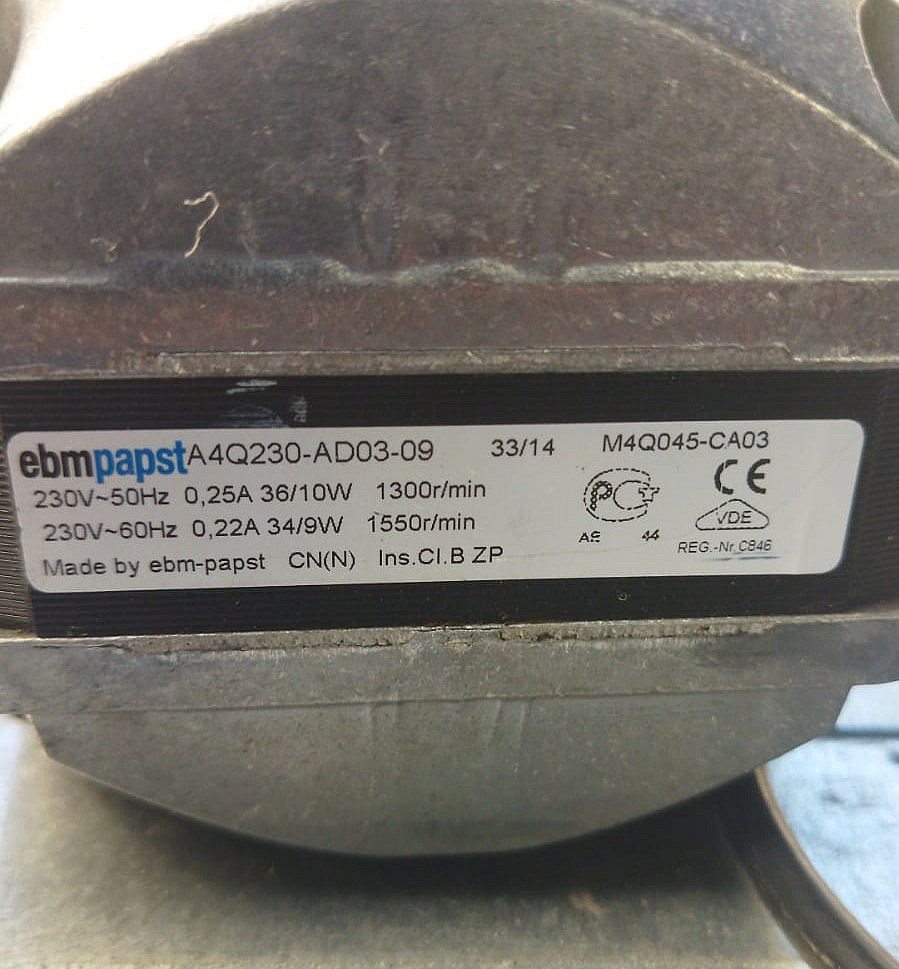 ebmpapst A4Q230-AD03-09 33/14 M4Q045-CA03
230V~50Hz 0,25A 36/10W 1300r/min
230V~60Hz 0,22A 34/9W 1550r/min
Made by ebm-papst CN(N) Ins.Cl.B ZP
CE
VDE
REG.-Nr.C846
44